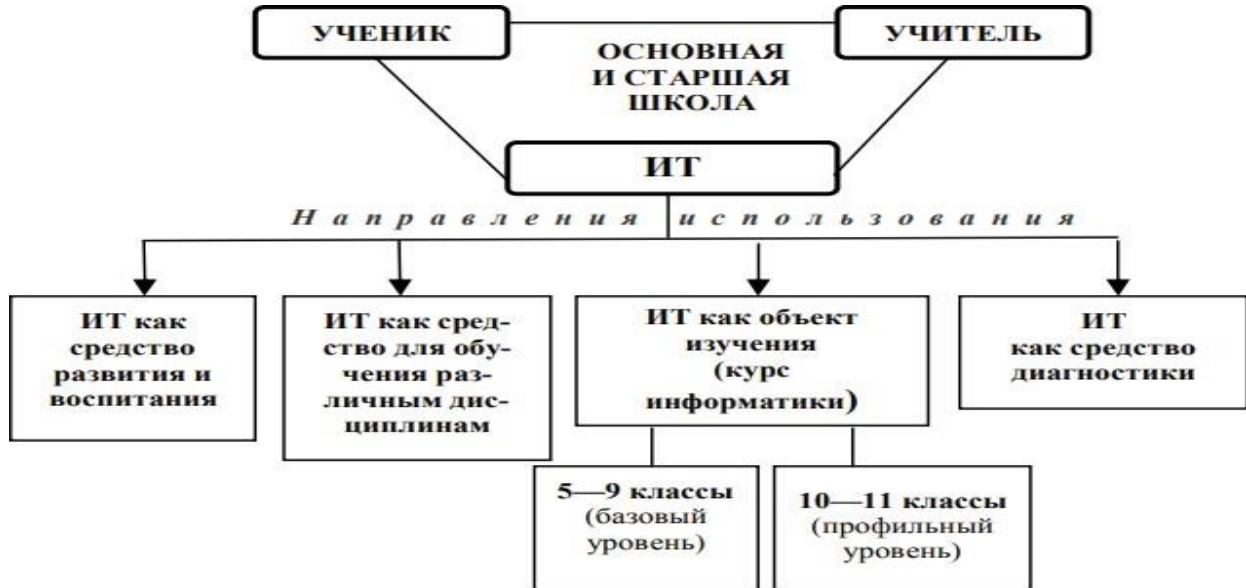 УЧЕНИК
УЧИТЕЛЬ
ОСНОВНАЯ
И СТАРШАЯ
ШКОЛА
ИТ
Направления использования
ИТ как
средство
развития и
воспитания
ИТ как сред-
ство для обу-
чения раз-
личным дис-
циплинам
ИТ как объект
изучения
(курс
информатики)
ИТ
как средство
диагностики
5—9 классы
(базовый
уровень)
10—11 классы
(профильный
уровень)